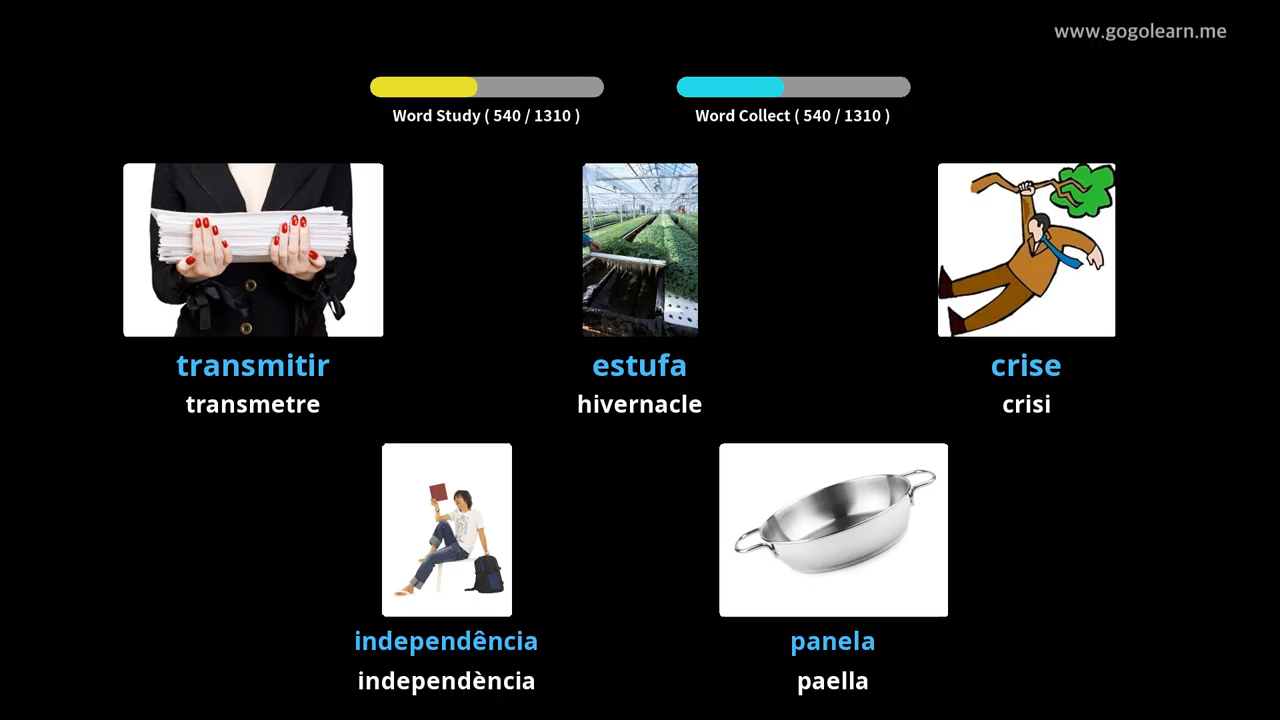 www.gogolearn.me
Word Study ( 540 / 1310 )
Word Collect ( 540 / 1310 )
transmitir
transmetre
estufa
hivernacle
crise
crisi
independência
independència
panela
paella